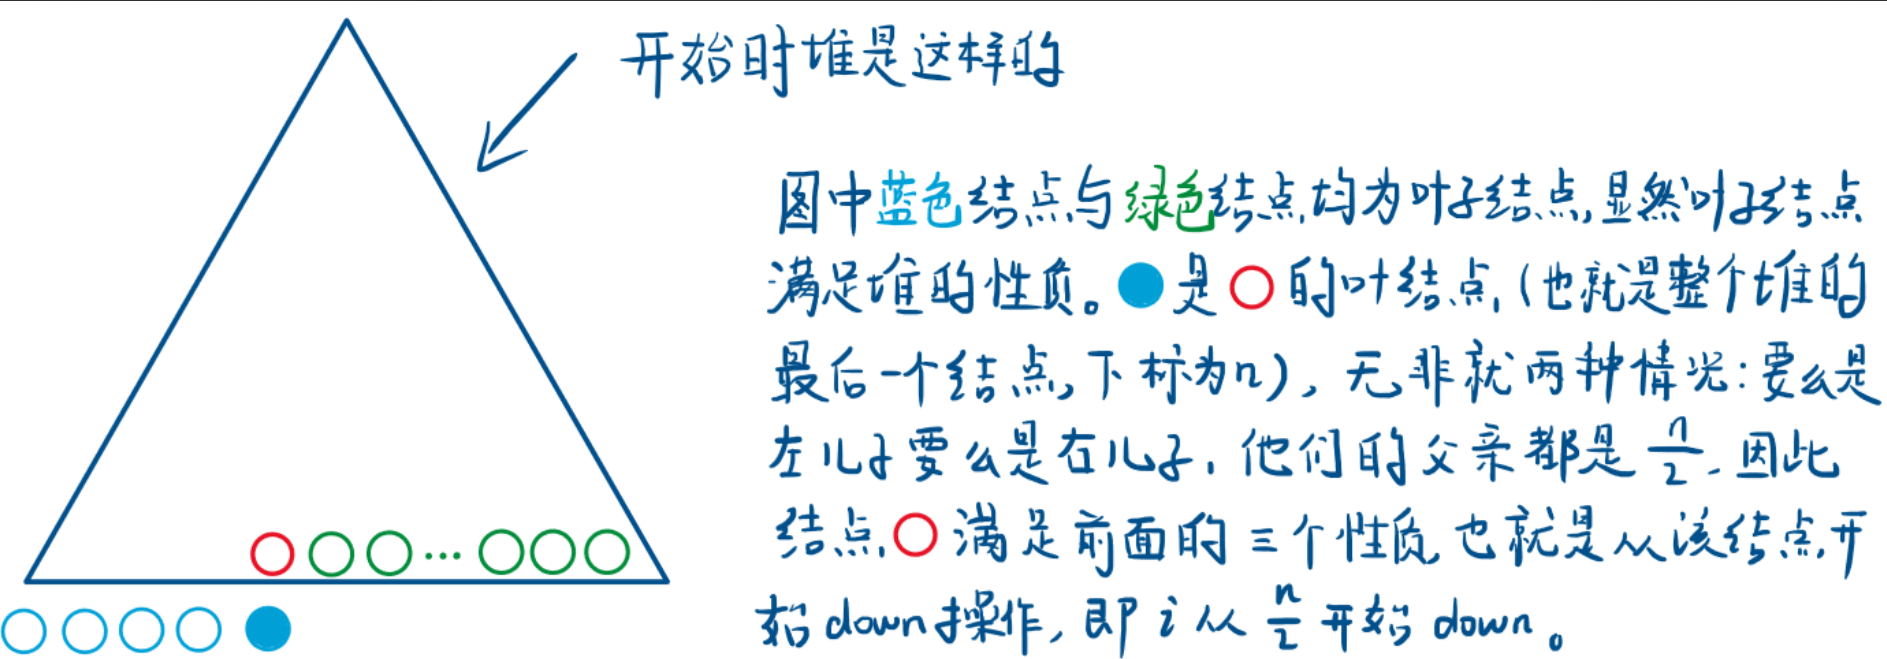 开始时堆是这样的
图中蓝色结点与绿色结点均为叶子结点,显然叶子结点
满足堆的性质。是的叶结点,(也就是整个堆的
最后一个结点,下标为n),无非就两种情况:要么是
左儿子要么是右儿子,他们的父亲都是n/2.因此
结点满足前面的三个性质,也就是从该结点开
始down操作,即i从n/2开始down。